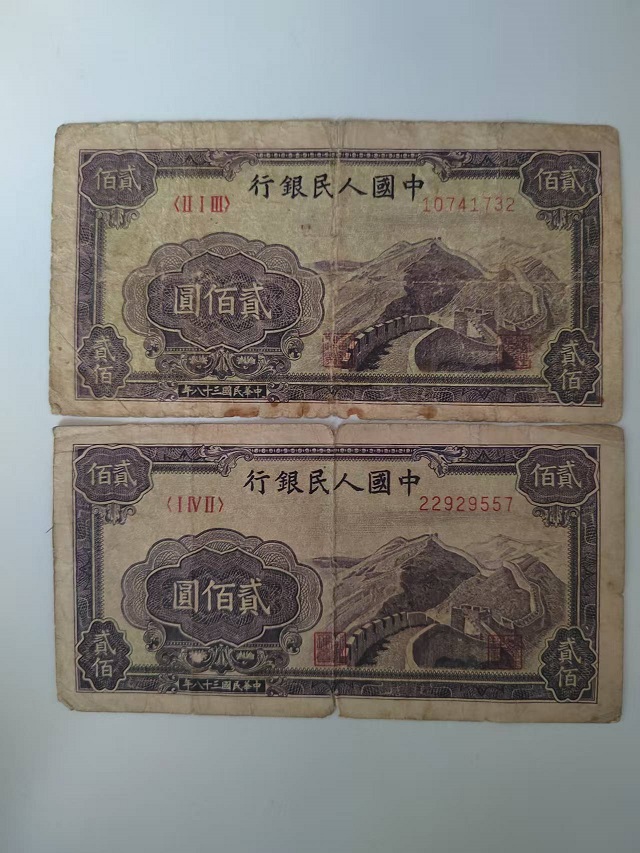 中國人民銀行
貳佰
貳佰
〈II I III〉
10741732
貳佰圓
貳佰
貳佰
中華民國三十八年
中國人民銀行
貳佰
貳佰
〈I IV II〉
22929557
貳佰圓
貳佰
貳佰
中華民國三十八年